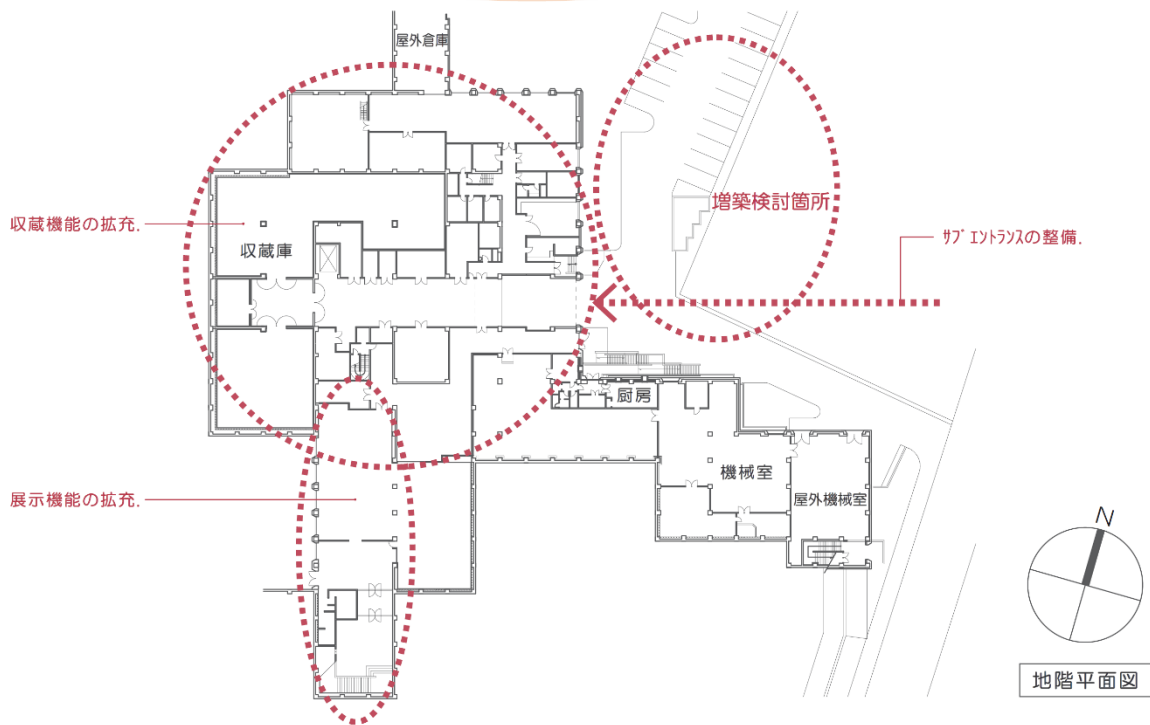 屋外倉庫
増築検討箇所
収蔵機能の拡充.
収蔵庫
ｻﾌﾞｴﾝﾄﾗﾝｽの整備.
厨房
機械室
展示機能の拡充.
屋外機械室
N
地階平面図